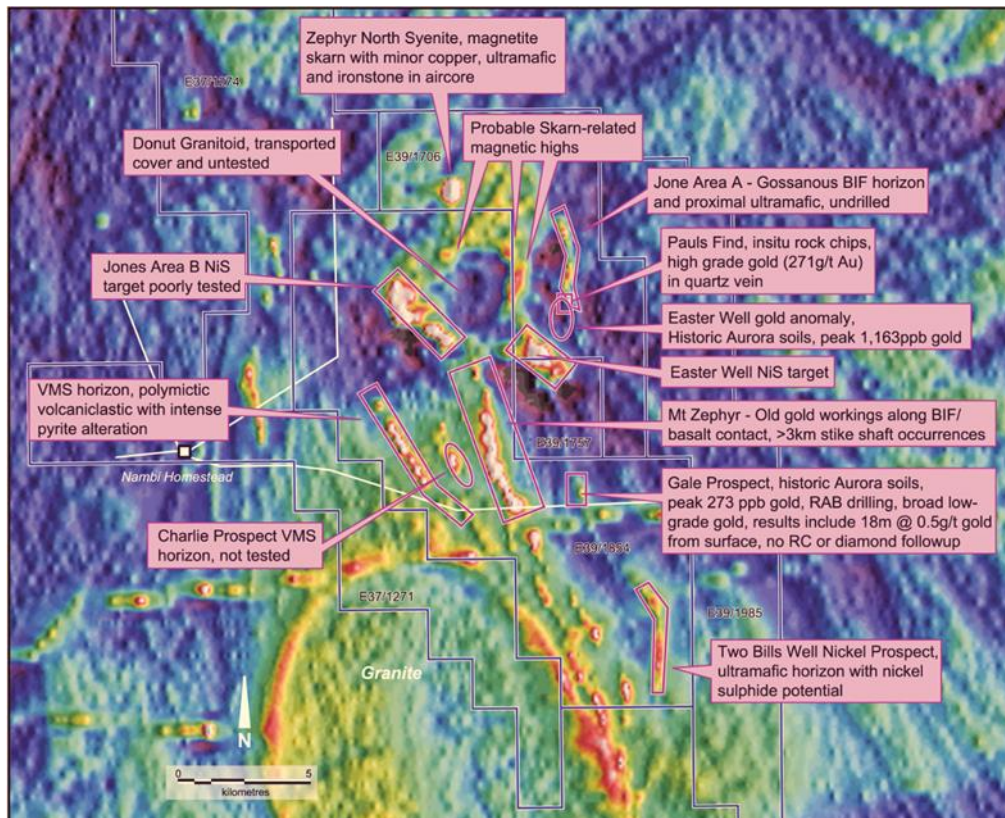 Zephyr North Syenite, magnetite
skarn with minor copper, ultramafic
and ironstone in aircore
E37/1274
Donut Granitoid, transported
cover and untested
E39/1706
Probable Skarn-related
magnetic highs
Jone Area A - Gossanous BIF horizon
and proximal ultramafic, undrilled
Jones Area B NiS
target poorly tested
Pauls Find, insitu rock chips,
high grade gold (271g/t Au)
in quartz vein
Easter Well gold anomaly,
Historic Aurora soils, peak 1,163ppb gold
Easter Well NiS target
VMS horizon, polymictic
volcaniclastic with intense
pyrite alteration
Mt Zephyr - Old gold workings along BIF/
basalt contact, >3km stike shaft occurrences
E39/1757
Nambi Homestead
Gale Prospect, historic Aurora soils,
peak 273 ppb gold, RAB drilling, broad low-
grade gold, results include 18m @ 0.5g/t gold
from surface, no RC or diamond followup
Charlie Prospect VMS
horizon, not tested
E39/1854
E37/1271
E39/1985
Two Bills Well Nickel Prospect,
ultramafic horizon with nickel
sulphide potential
Granite
N
0 5
kilometres